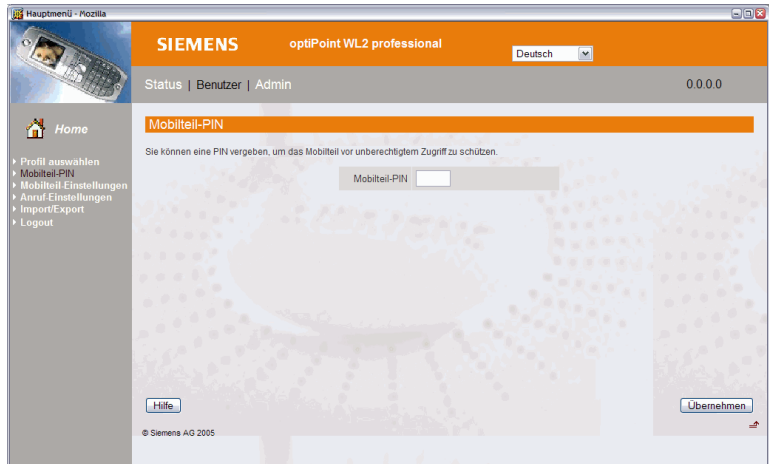 Hauptmenü - Mozilla
SIEMENS optiPoint WL2 professional
Deutsch
Status | Benutzer | Admin 0.0.0.0
Home
Profil auswählen
Mobilteil-PIN
Mobilteil-Einstellungen
Anruf-Einstellungen
Import/Export
Logout
Mobilteil-PIN
Sie können eine PIN vergeben, um das Mobilteil vor unberechtigtem Zugriff zu schützen.
Mobilteil-PIN
Hilfe Übernehmen
© Siemens AG 2005